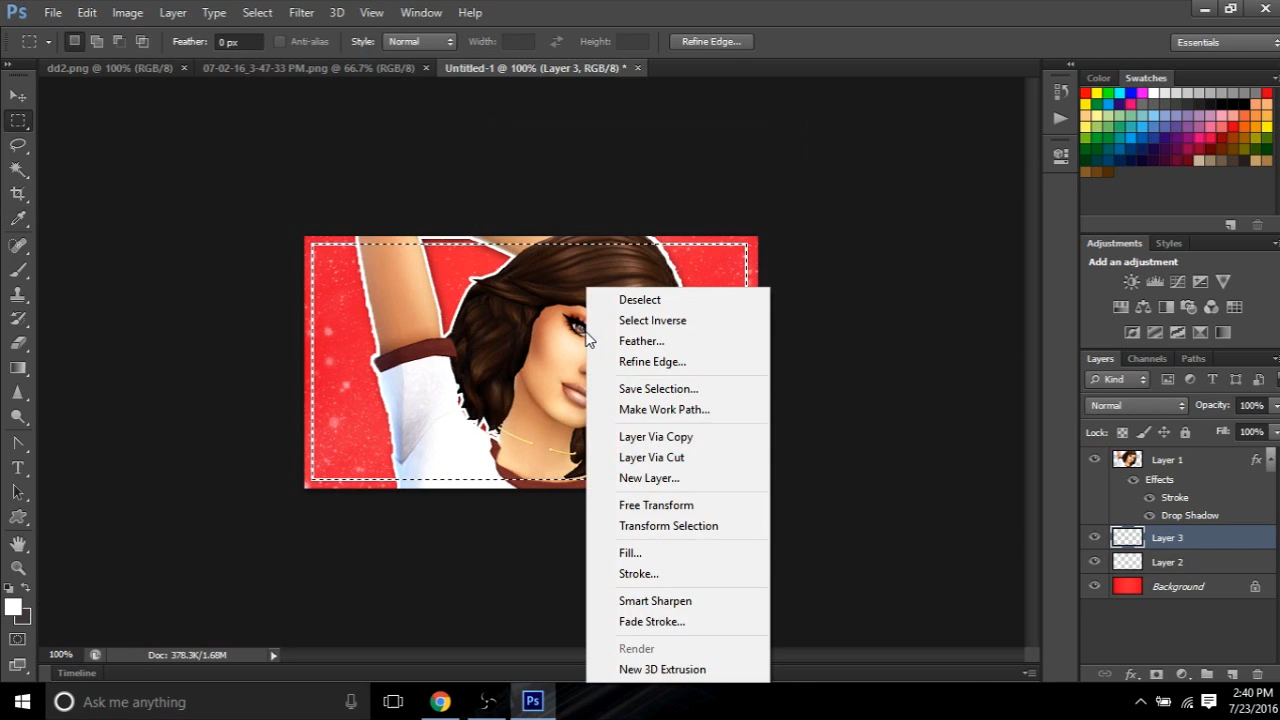 Ps File Edit Image Layer Type Select Filter 3D View Window Help
Feather: 0 px Anti-alias Style: Normal Width: Height: Refine Edge... Essentials
dd2.png @ 100% (RGB/8) × 07-02-16_3-47-33 PM.png @ 66.7% (RGB/8) × Untitled-1 @ 100% (Layer 3, RGB/8) * ×
Color Swatches
Deselect
Select Inverse
Feather...
Refine Edge...
Save Selection...
Make Work Path...
Layer Via Copy
Layer Via Cut
New Layer...
Free Transform
Transform Selection
Fill...
Stroke...
Smart Sharpen
Fade Stroke...
Render
New 3D Extrusion
Adjustments Styles
Add an adjustment
Layers Channels Paths
Kind
Normal Opacity: 100%
Lock: Fill: 100%
Layer 1 fx
Effects
Stroke
Drop Shadow
Layer 3
Layer 2
Background
100% Doc: 378.3K/1.68M
Timeline
Ask me anything
Ps
2:40 PM
7/23/2016